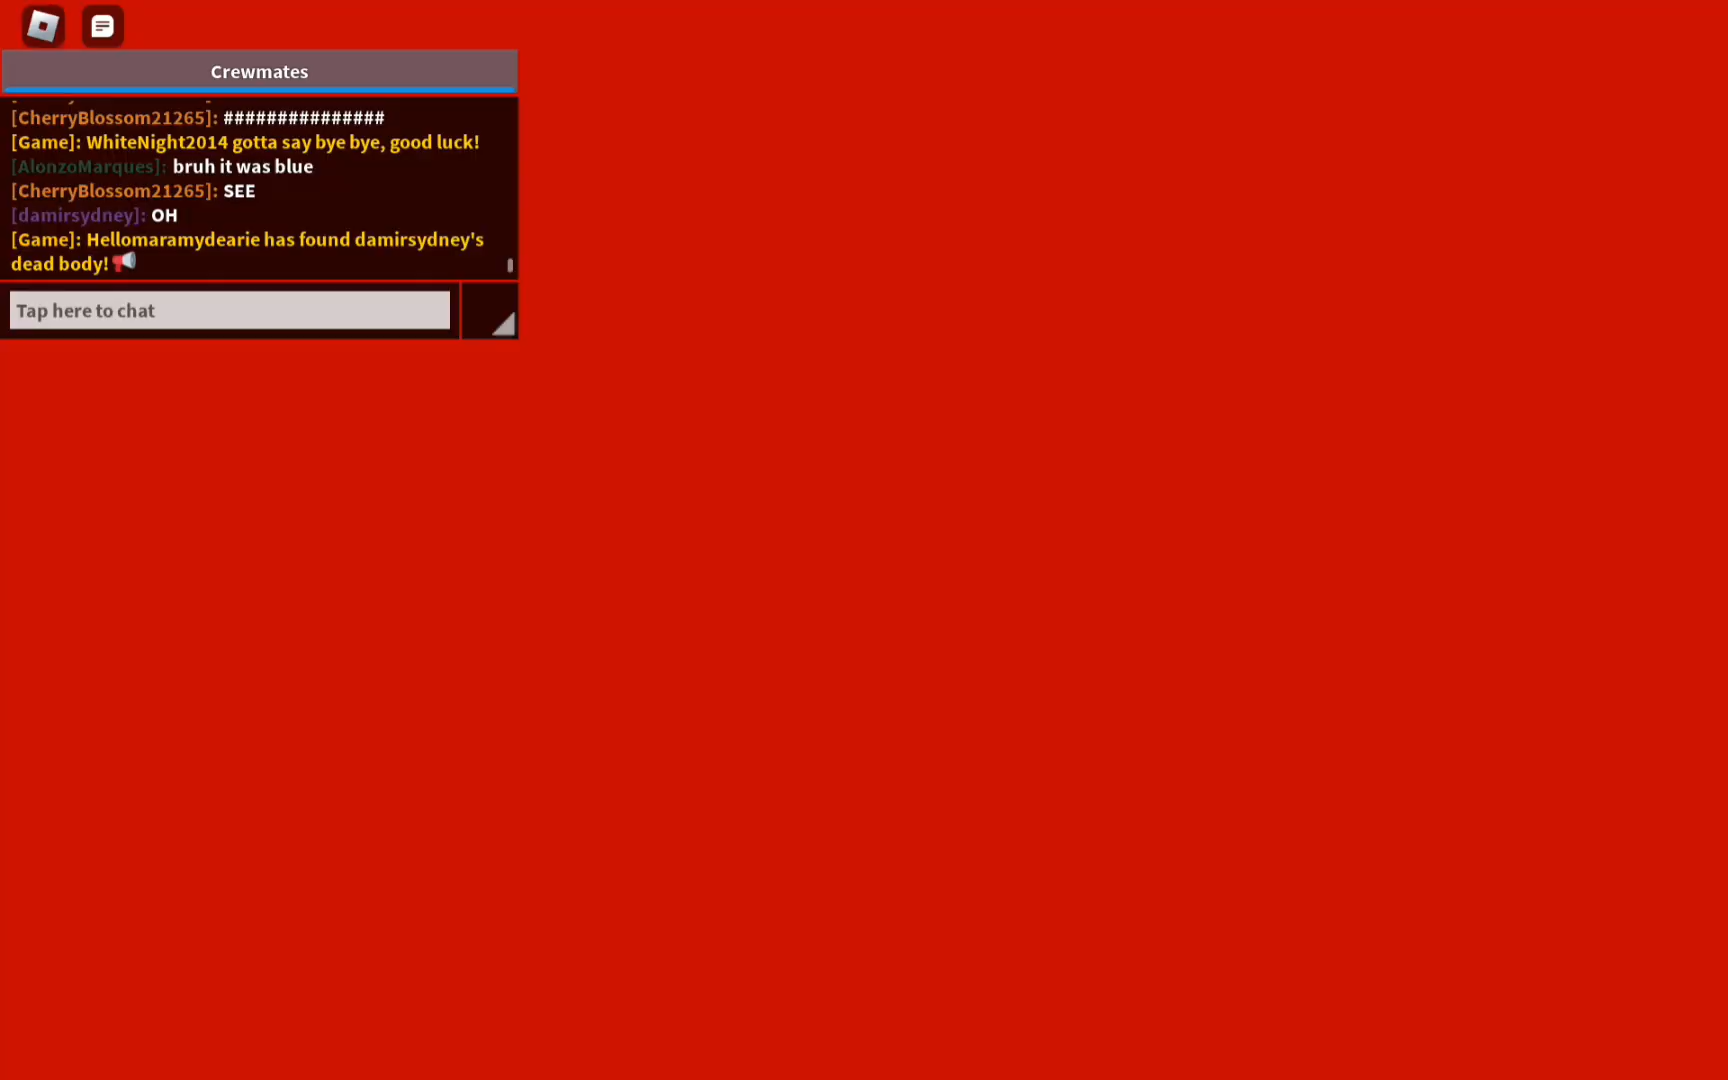 Crewmates
[CherryBlossom21265]: ###############
[Game]: WhiteNight2014 gotta say bye bye, good luck!
[AlonzoMarques]: bruh it was blue
[CherryBlossom21265]: SEE
[damirsydney]: OH
[Game]: Hellomaramydearie has found damirsydney's
dead body!📢
Tap here to chat